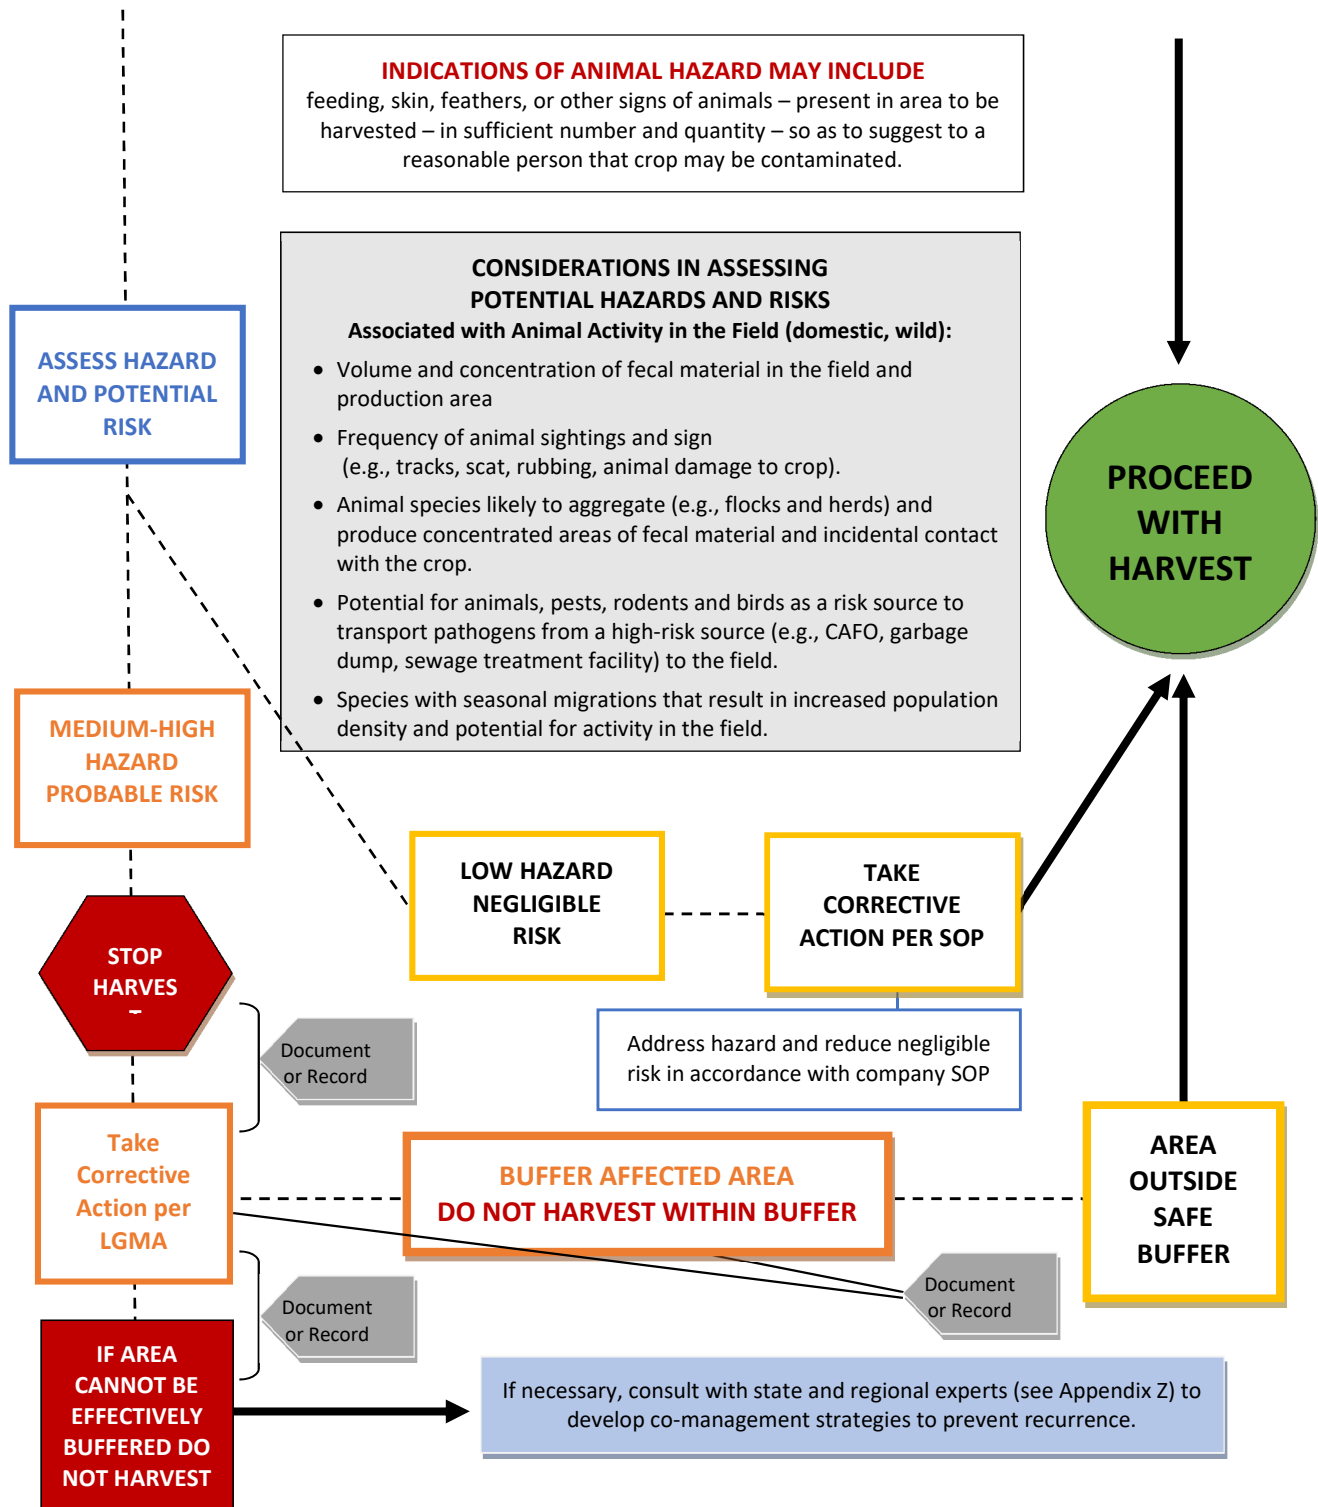 INDICATIONS OF ANIMAL HAZARD MAY INCLUDE
feeding, skin, feathers, or other signs of animals – present in area to be
harvested – in sufficient number and quantity – so as to suggest to a
reasonable person that crop may be contaminated.
CONSIDERATIONS IN ASSESSING
POTENTIAL HAZARDS AND RISKS
Associated with Animal Activity in the Field (domestic, wild):
• Volume and concentration of fecal material in the field and
production area
• Frequency of animal sightings and sign
(e.g., tracks, scat, rubbing, animal damage to crop).
• Animal species likely to aggregate (e.g., flocks and herds) and
produce concentrated areas of fecal material and incidental contact
with the crop.
• Potential for animals, pests, rodents and birds as a risk source to
transport pathogens from a high-risk source (e.g., CAFO, garbage
dump, sewage treatment facility) to the field.
• Species with seasonal migrations that result in increased population
density and potential for activity in the field.
ASSESS HAZARD
AND POTENTIAL
RISK
PROCEED
WITH
HARVEST
MEDIUM-HIGH
HAZARD
PROBABLE RISK
LOW HAZARD
NEGLIGIBLE
RISK
TAKE
CORRECTIVE
ACTION PER SOP
STOP
HARVES
T
Document
or Record
Address hazard and reduce negligible
risk in accordance with company SOP
Take
Corrective
Action per
LGMA
BUFFER AFFECTED AREA
DO NOT HARVEST WITHIN BUFFER
AREA
OUTSIDE
SAFE
BUFFER
Document
or Record
Document
or Record
IF AREA
CANNOT BE
EFFECTIVELY
BUFFERED DO
NOT HARVEST
If necessary, consult with state and regional experts (see Appendix Z) to
develop co-management strategies to prevent recurrence.